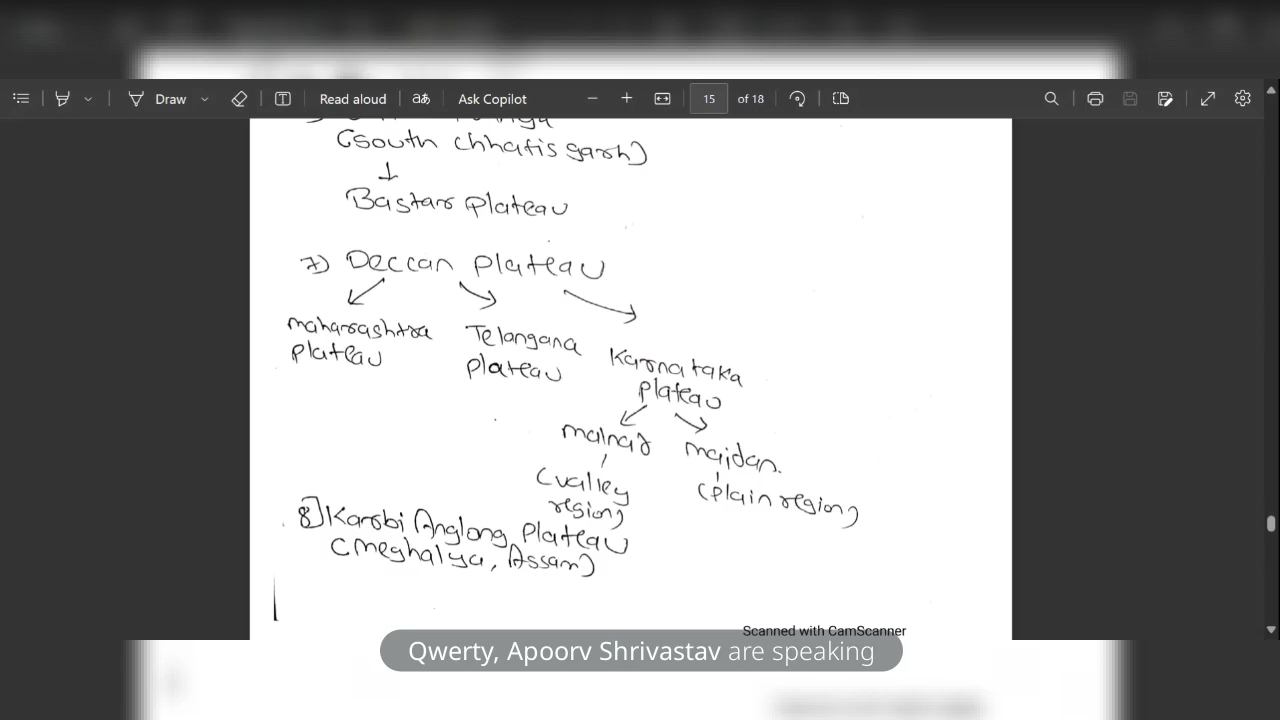 Draw
Read aloud
aあ
Ask Copilot
15 of 18
(South chhatisgarh)
Bastar plateau
7) Deccan plateau
maharashtra plateau
Telangana plateau
Karnataka plateau
malnad
maidan.
(valley region)
(plain region)
8] Karbi Anglong Plateau
(Meghalya, Assam)
Scanned with CamScanner
Qwerty, Apoorv Shrivastav are speaking